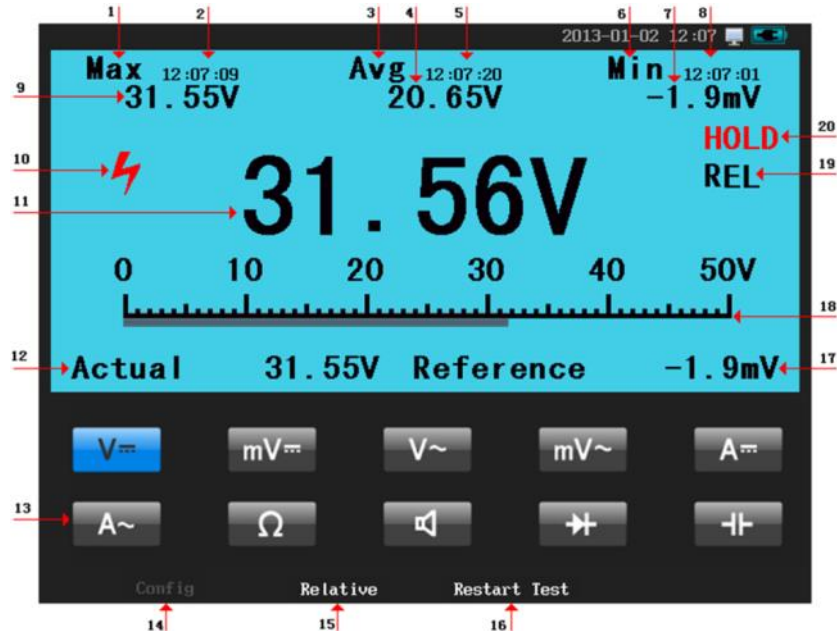 1 2 3 4 5 6 7 8
2013-01-02 12:07
Max 12:07:09 Avg 12:07:20 Min 12:07:01
9 31.55V 20.65V -1.9mV
HOLD 20
10 REL 19
11 31.56V
0 10 20 30 40 50V
18
12 Actual 31.55V Reference -1.9mV 17
V⎓ mV⎓ V~ mV~ A⎓
13 A~ Ω
Config Relative Restart Test
14 15 16